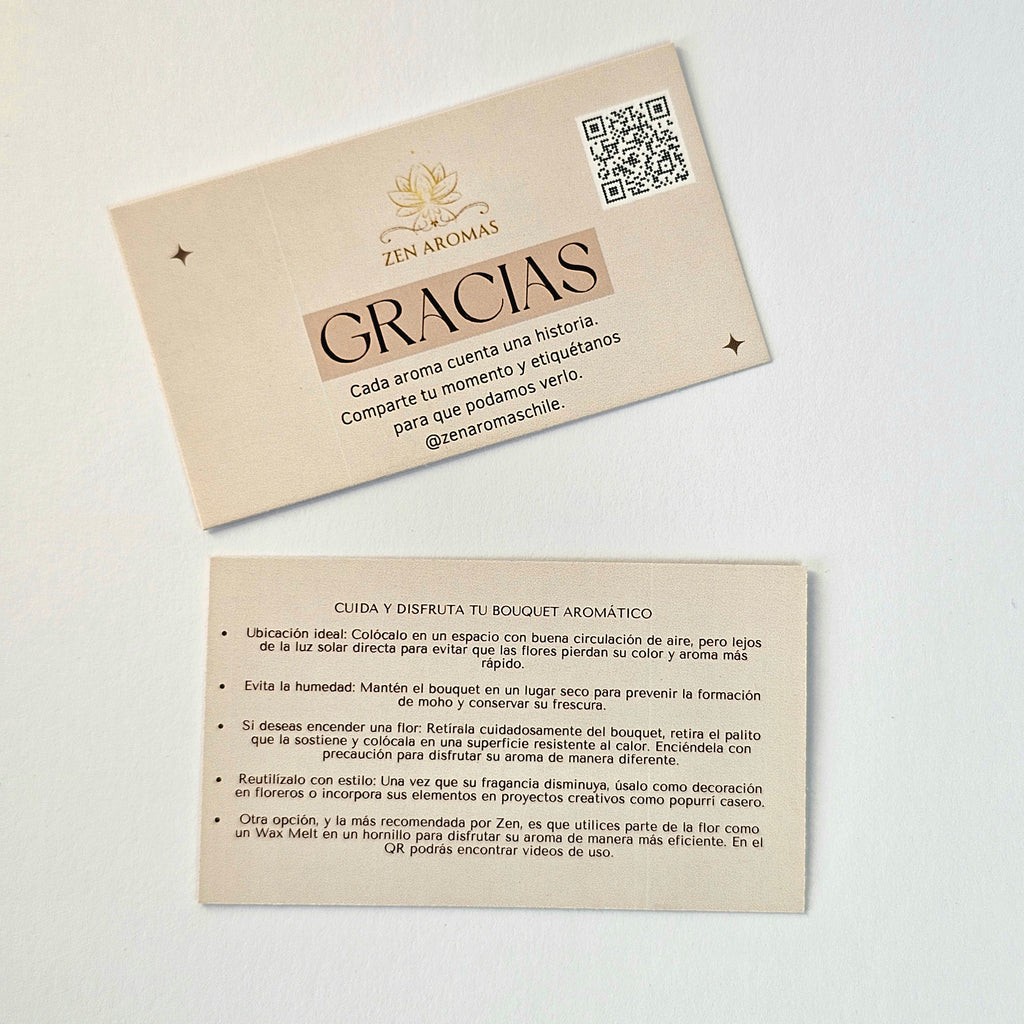 ZEN AROMAS
GRACIAS
Cada aroma cuenta una historia.
Comparte tu momento y etiquétanos
para que podamos verlo.
@zenaromaschile.
CUIDA Y DISFRUTA TU BOUQUET AROMÁTICO
• Ubicación ideal: Colócalo en un espacio con buena circulación de aire, pero lejos
de la luz solar directa para evitar que las flores pierdan su color y aroma más
rápido.
• Evita la humedad: Mantén el bouquet en un lugar seco para prevenir la formación
de moho y conservar su frescura.
• Si deseas encender una flor: Retírala cuidadosamente del bouquet, retira el palito
que la sostiene y colócala en una superficie resistente al calor. Enciéndela con
precaución para disfrutar su aroma de manera diferente.
• Reutilízalo con estilo: Una vez que su fragancia disminuya, úsalo como decoración
en floreros o incorpora sus elementos en proyectos creativos como popurrí casero.
• Otra opción, y la más recomendada por Zen, es que utilices parte de la flor como
un Wax Melt en un hornillo para disfrutar su aroma de manera más eficiente. En el
QR podrás encontrar videos de uso.